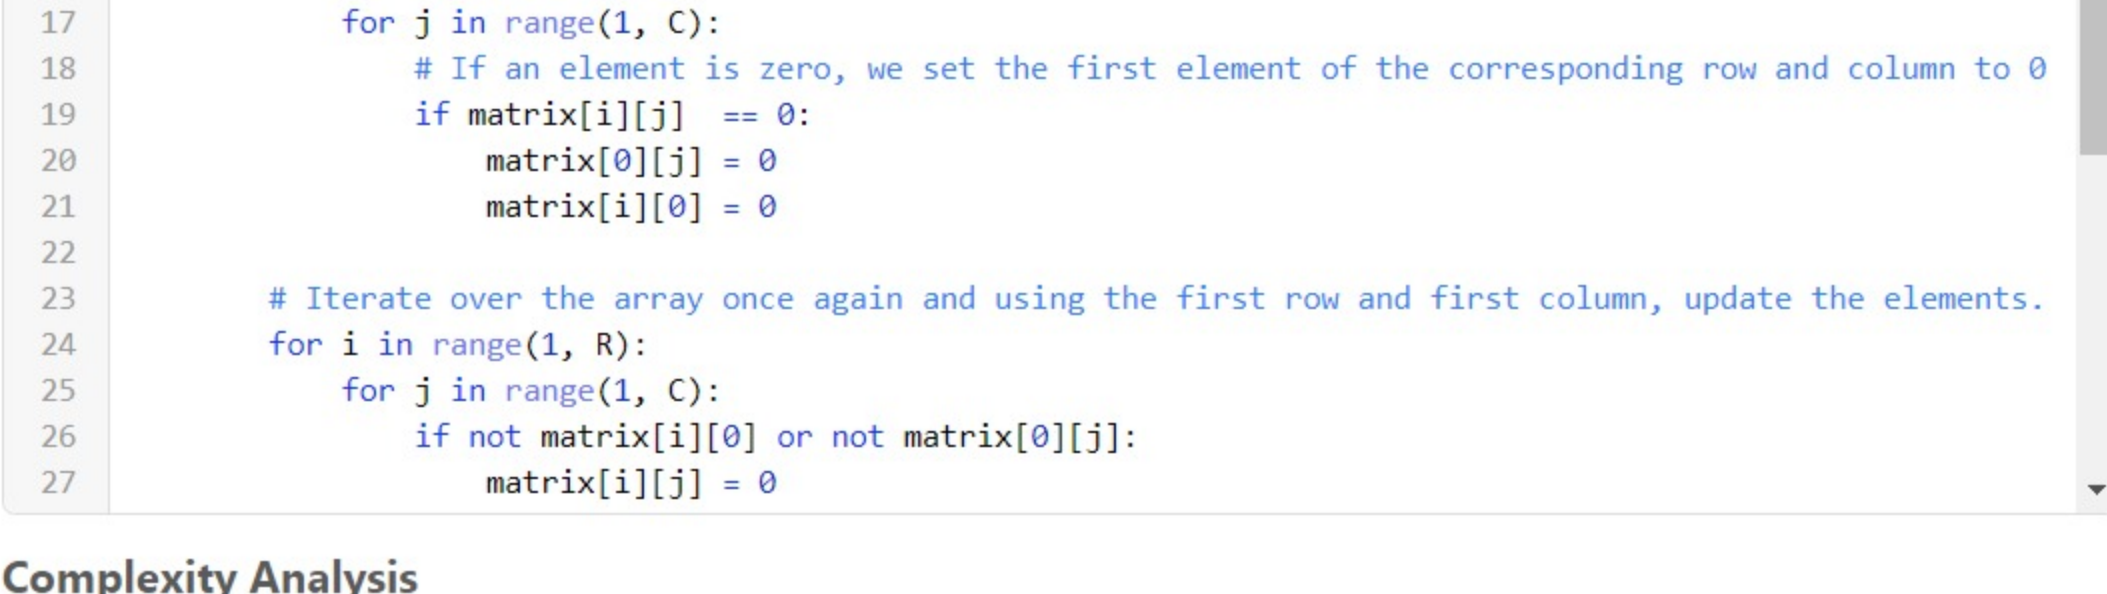 17 for j in range(1, C):
18 # If an element is zero, we set the first element of the corresponding row and column to 0
19 if matrix[i][j]  == 0:
20 matrix[0][j] = 0
21 matrix[i][0] = 0
22
23 # Iterate over the array once again and using the first row and first column, update the elements.
24 for i in range(1, R):
25 for j in range(1, C):
26 if not matrix[i][0] or not matrix[0][j]:
27 matrix[i][j] = 0
Complexity Analysis